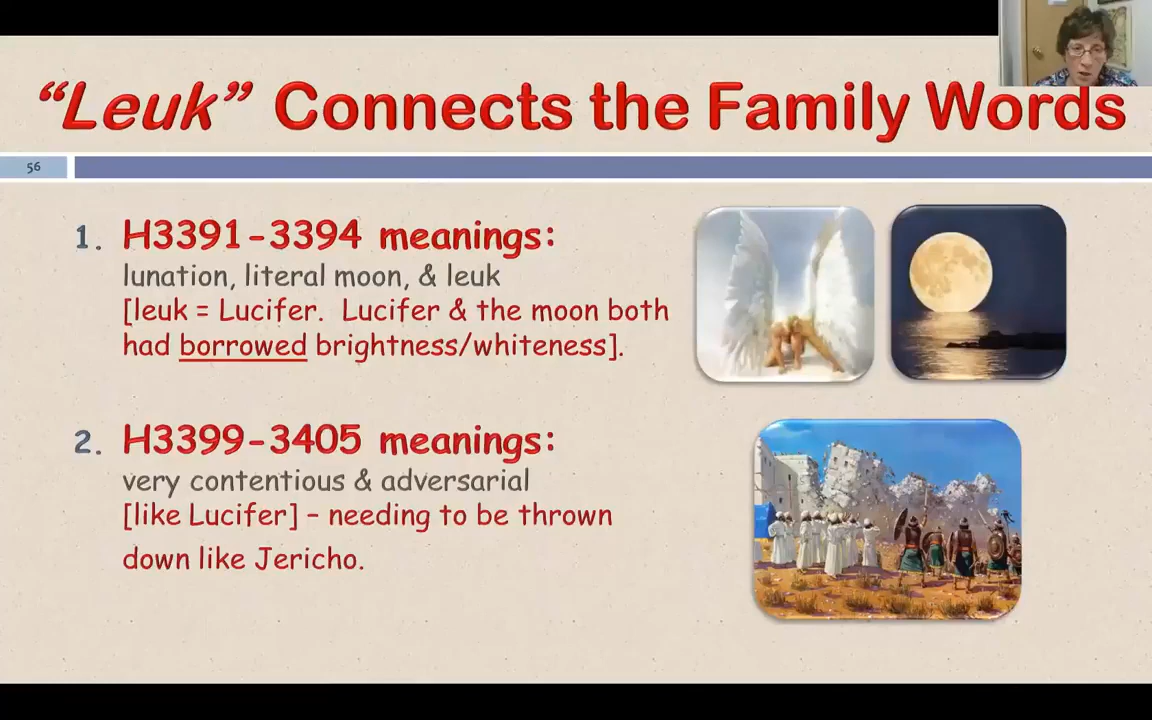 “Leuk” Connects the Family Words
56
1. H3391-3394 meanings:
lunation, literal moon, & leuk
[leuk = Lucifer. Lucifer & the moon both
had borrowed brightness/whiteness].
2. H3399-3405 meanings:
very contentious & adversarial
[like Lucifer] – needing to be thrown
down like Jericho.